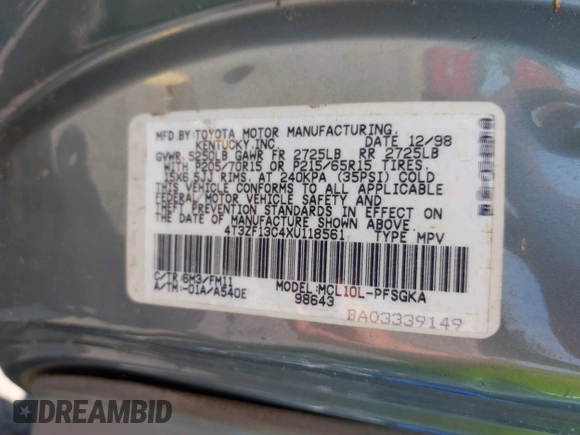 MFD.BY:TOYOTA MOTOR MANUFACTURING,
KENTUCKY,INC. DATE 12/98
GVWR 5250LB GAWR FR 2725LB RR 2725LB
WITH P205/70R15 OR P215/65R15 TIRES,
15X6.5JJ RIMS, AT 240KPA (35PSI) COLD
THIS VEHICLE CONFORMS TO ALL APPLICABLE
FEDERAL MOTOR VEHICLE SAFETY AND
THEFT PREVENTION STANDARDS IN EFFECT ON
THE DATE OF MANUFACTURE SHOWN ABOVE.
4T3ZF13C4XU118561 TYPE MPV
C/TR:6M3/FM11 MODEL:MCL10L-PFSGKA
A/TM:-01A/A540E 98643
BA03339149
DREAMBID